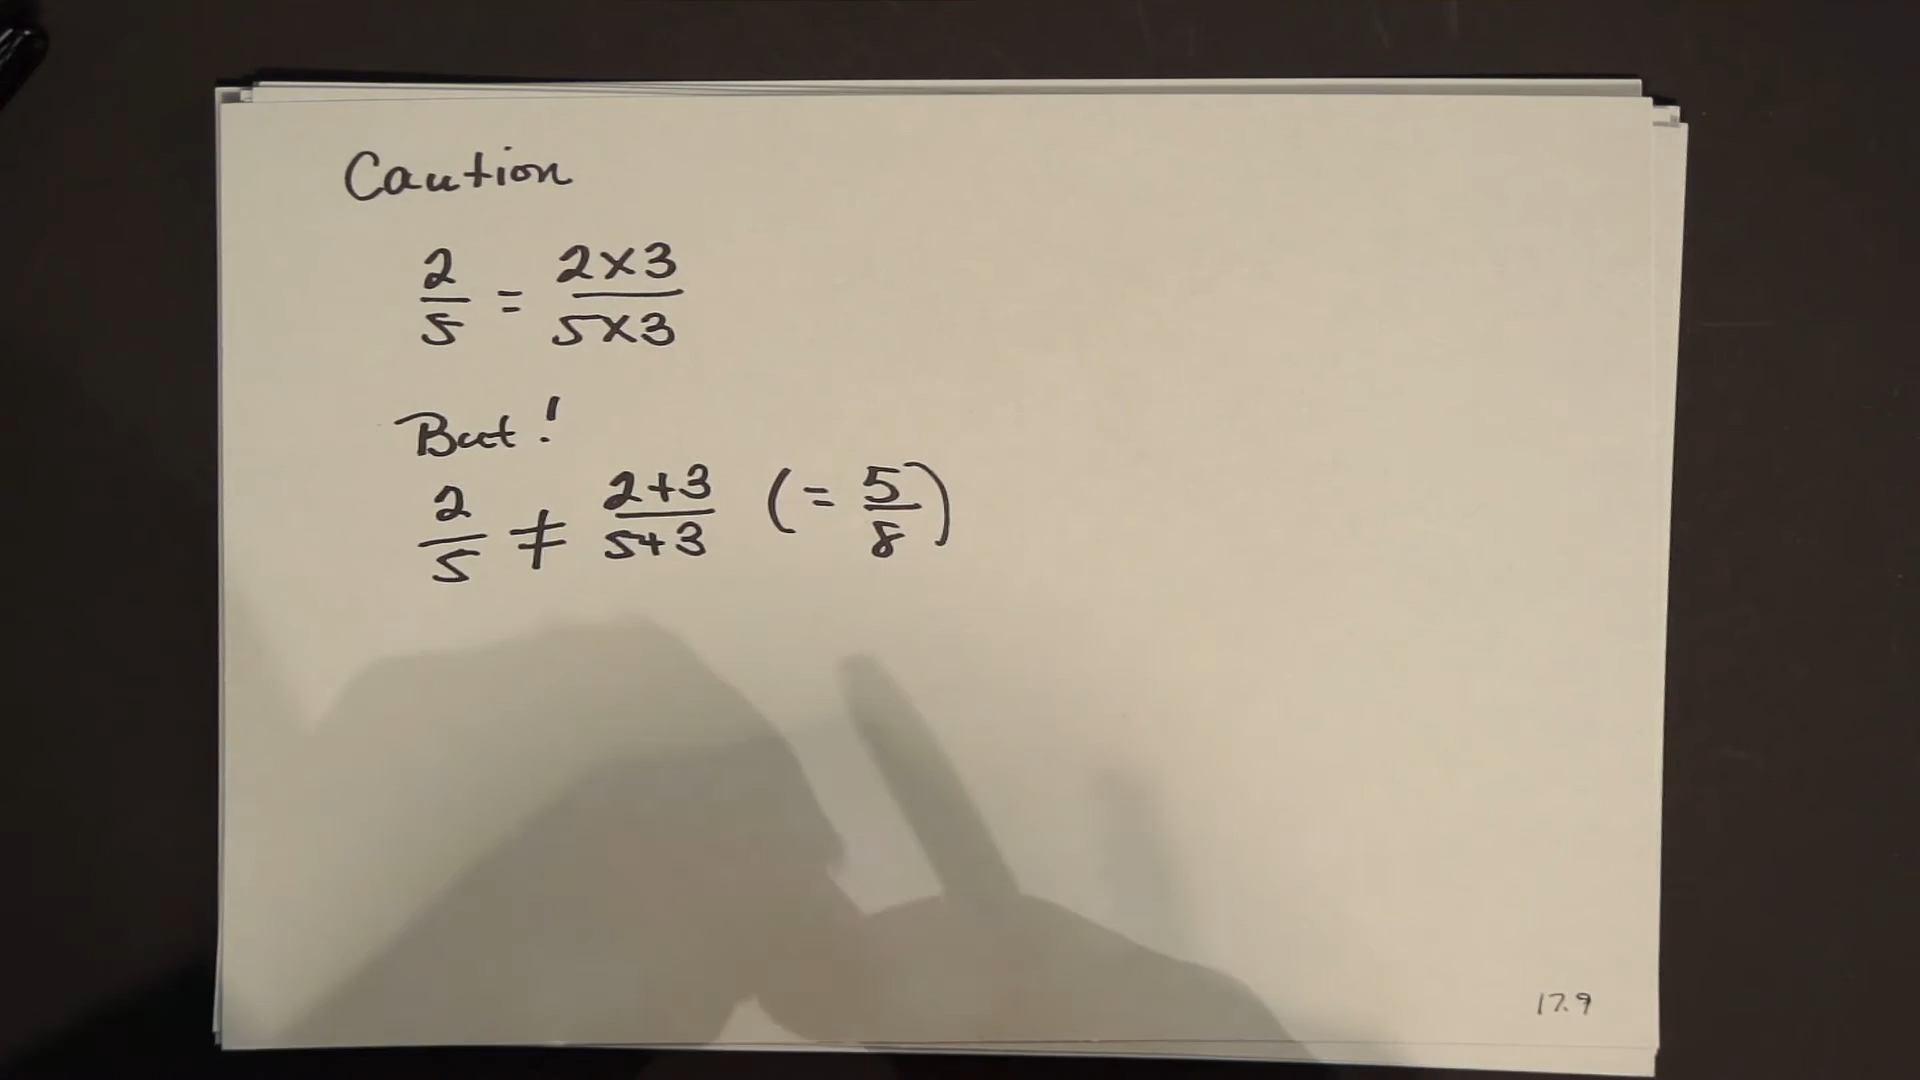 Caution
2/5 = 2×3/5×3
But!
2/5 ≠ 2+3/5+3 (= 5/8)
17.9